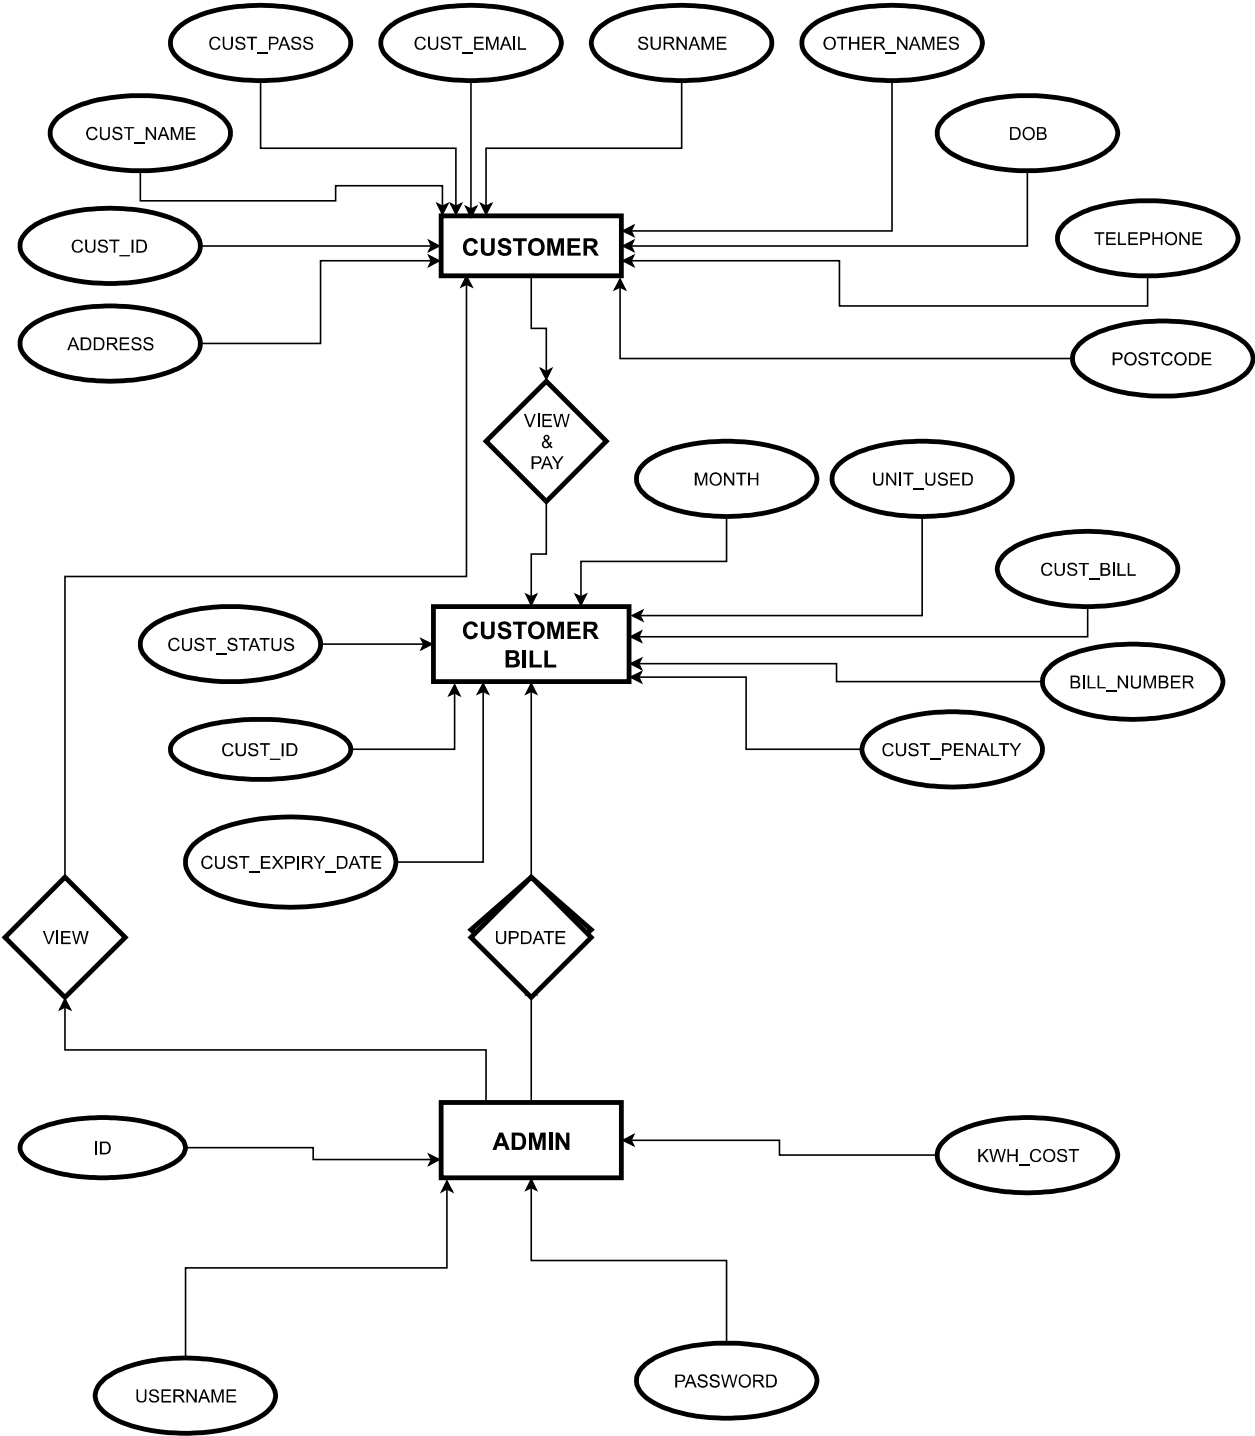 CUST_PASS
CUST_EMAIL
SURNAME
OTHER_NAMES
CUST_NAME
DOB
CUST_ID
CUSTOMER
TELEPHONE
ADDRESS
POSTCODE
VIEW
&
PAY
MONTH
UNIT_USED
CUST_BILL
CUST_STATUS
CUSTOMER
BILL
BILL_NUMBER
CUST_ID
CUST_PENALTY
CUST_EXPIRY_DATE
VIEW
UPDATE
ID
ADMIN
KWH_COST
USERNAME
PASSWORD